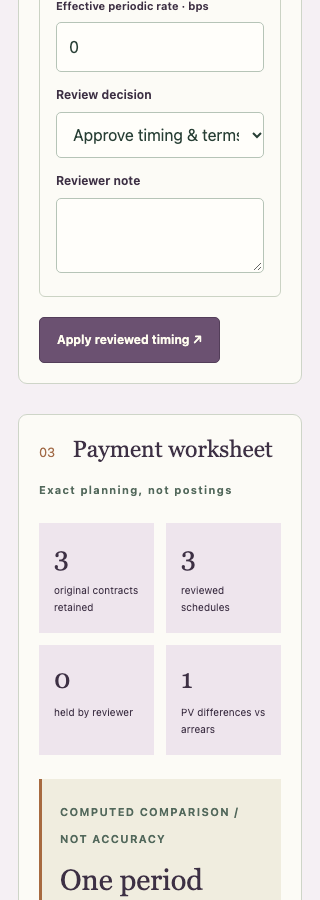 Effective periodic rate · bps
0
Review decision
Approve timing & terms
Reviewer note
Apply reviewed timing ↗
03 Payment worksheet
Exact planning, not postings
3
original contracts
retained
3
reviewed
schedules
0
held by reviewer
1
PV differences vs
arrears
COMPUTED COMPARISON /
NOT ACCURACY
One period